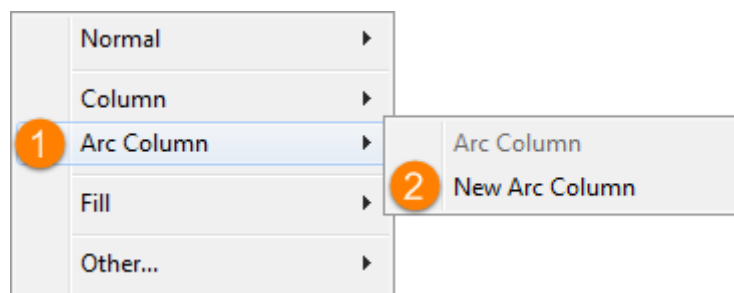 Normal
Column
1 Arc Column
Arc Column
2 New Arc Column
Fill
Other...